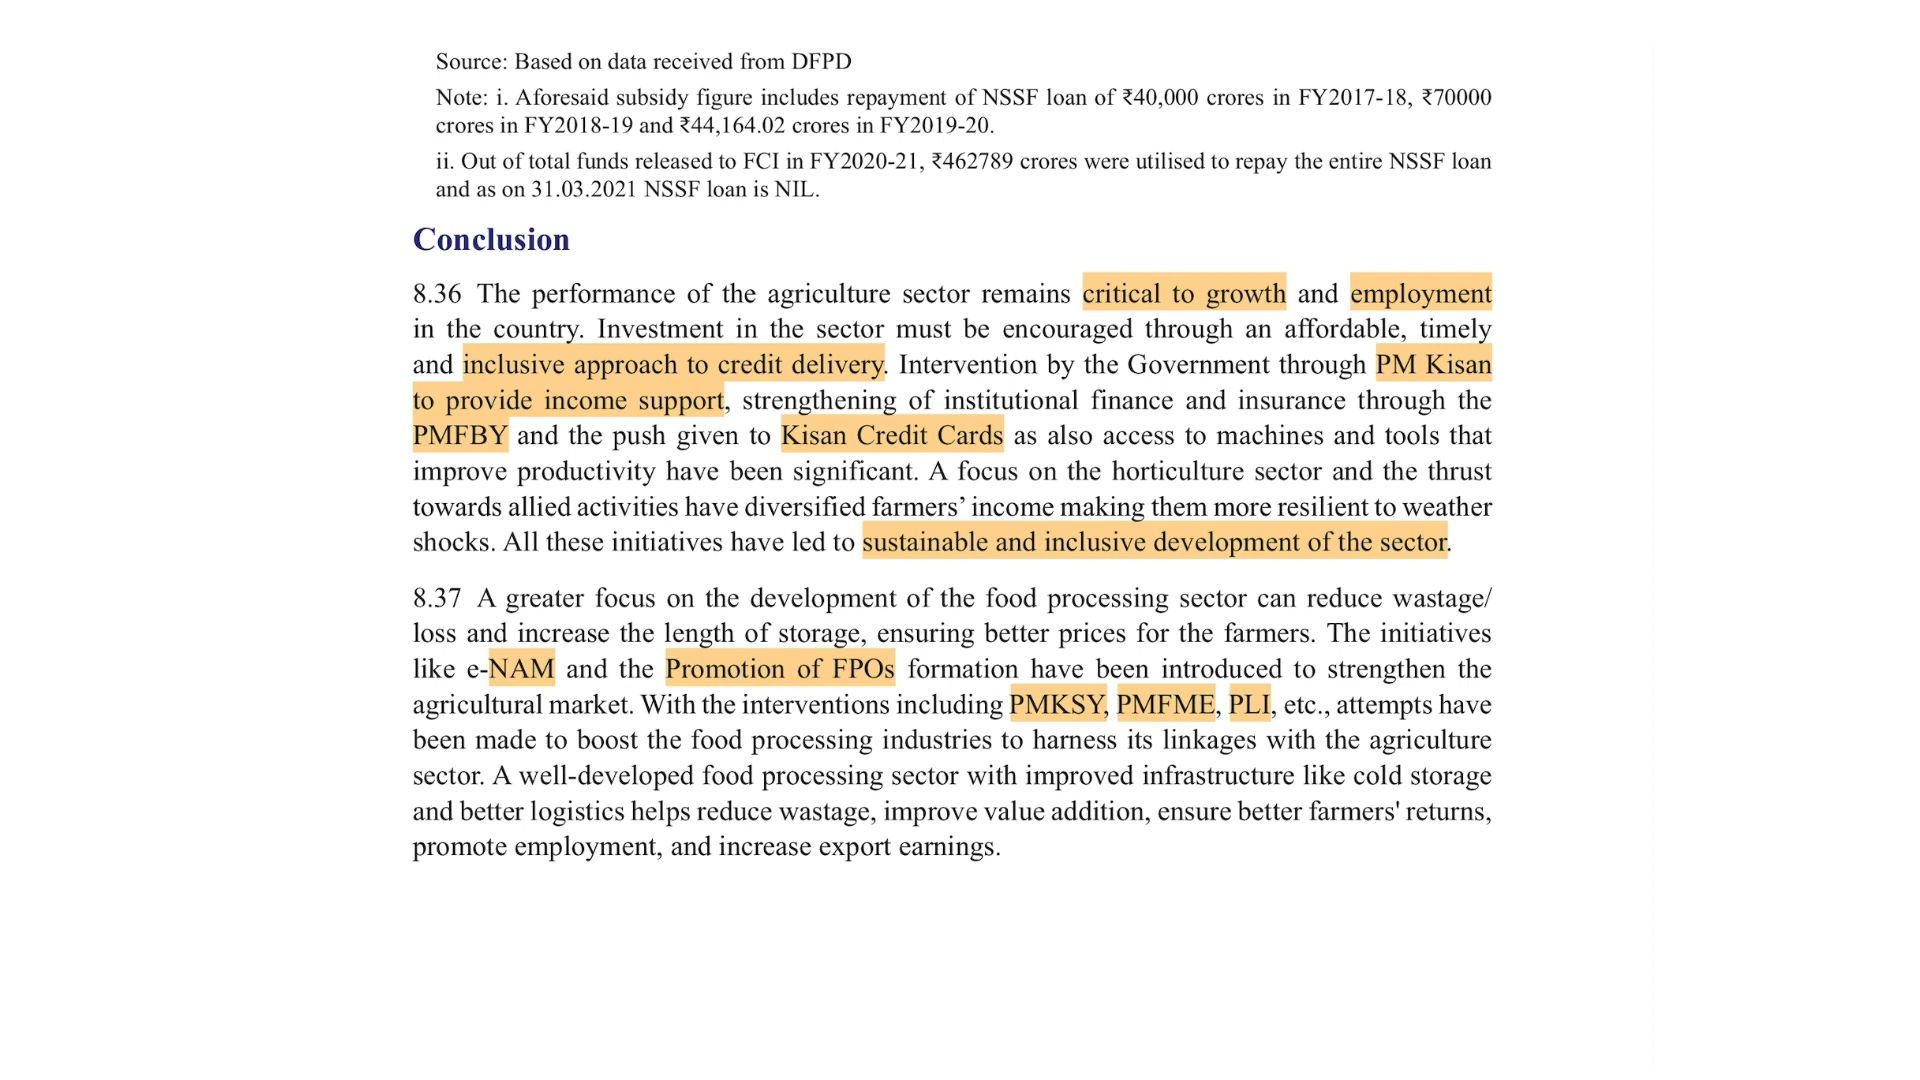 Source: Based on data received from DFPD
Note: i. Aforesaid subsidy figure includes repayment of NSSF loan of ₹40,000 crores in FY2017-18, ₹70000
crores in FY2018-19 and ₹44,164.02 crores in FY2019-20.
ii. Out of total funds released to FCI in FY2020-21, ₹462789 crores were utilised to repay the entire NSSF loan
and as on 31.03.2021 NSSF loan is NIL.
Conclusion
8.36 The performance of the agriculture sector remains critical to growth and employment
in the country. Investment in the sector must be encouraged through an affordable, timely
and inclusive approach to credit delivery. Intervention by the Government through PM Kisan
to provide income support, strengthening of institutional finance and insurance through the
PMFBY and the push given to Kisan Credit Cards as also access to machines and tools that
improve productivity have been significant. A focus on the horticulture sector and the thrust
towards allied activities have diversified farmers’ income making them more resilient to weather
shocks. All these initiatives have led to sustainable and inclusive development of the sector.
8.37 A greater focus on the development of the food processing sector can reduce wastage/
loss and increase the length of storage, ensuring better prices for the farmers. The initiatives
like e-NAM and the Promotion of FPOs formation have been introduced to strengthen the
agricultural market. With the interventions including PMKSY, PMFME, PLI, etc., attempts have
been made to boost the food processing industries to harness its linkages with the agriculture
sector. A well-developed food processing sector with improved infrastructure like cold storage
and better logistics helps reduce wastage, improve value addition, ensure better farmers' returns,
promote employment, and increase export earnings.